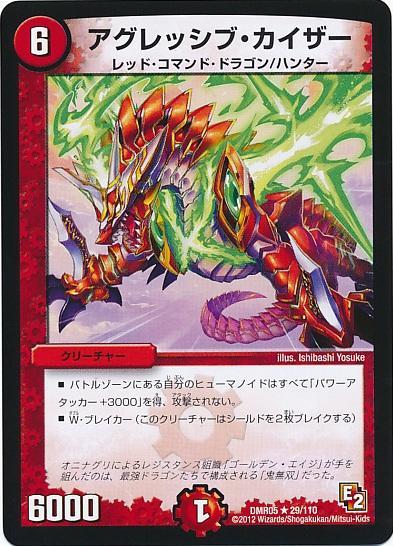 6
アグレッシブ・カイザー
レッド・コマンド・ドラゴン/ハンター
クリーチャー
illus. Ishibashi Yosuke
■ バトルゾーンにある自分のヒューマノイドはすべて「パワーア
タッカー +3000」を得、攻撃されない。
■ W・ブレイカー (このクリーチャーはシールドを2枚ブレイクする)
オニナグリによるレジスタンス組織「ゴールデン・エイジ」が手
を組んだのは、最強ドラゴンたちで構成される「鬼無双」だった。
6000
1
E2
DMR05 ★ 29/110
©2012 Wizards/Shogakukan/Mitsui-Kids